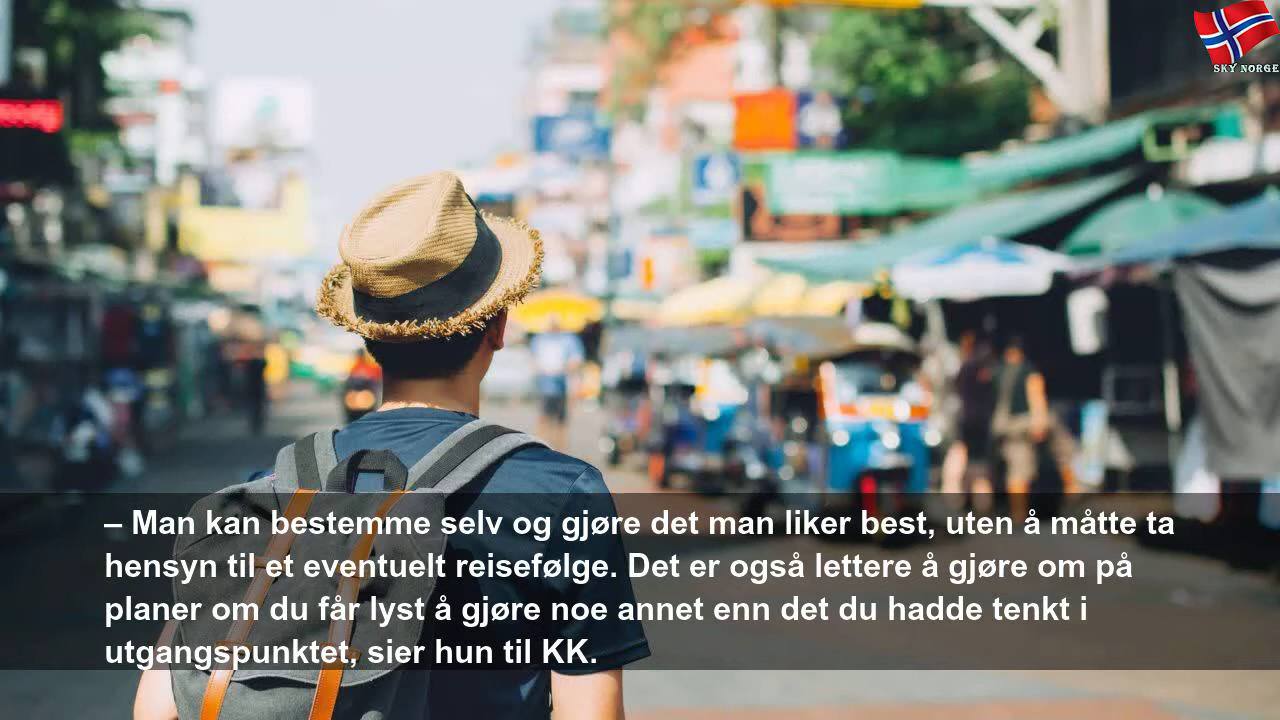 SKY NORGE
– Man kan bestemme selv og gjøre det man liker best, uten å måtte ta
hensyn til et eventuelt reisefølge. Det er også lettere å gjøre om på
planer om du får lyst å gjøre noe annet enn det du hadde tenkt i
utgangspunktet, sier hun til KK.